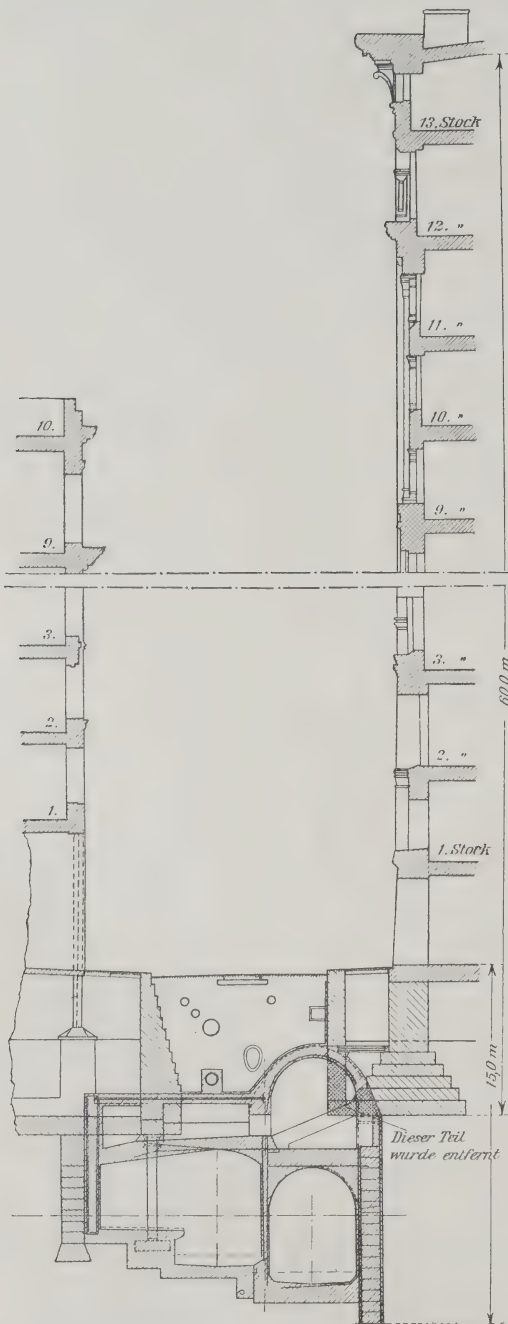 13. Stock
12. "
11. "
10.
10. "
9. "
9.
3.
3. "
2.
2. "
1.
1. Stock
60,0 m
15,0 m
Dieser Teil
wurde entfernt